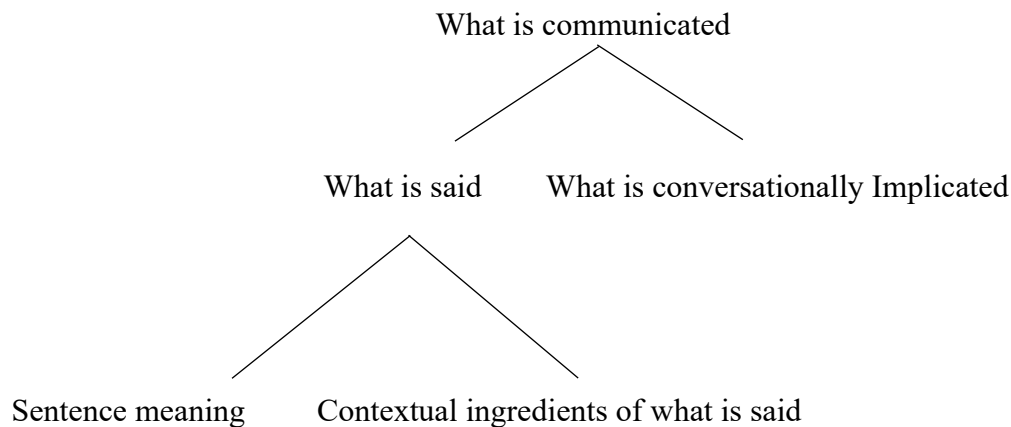 What is communicated
What is said What is conversationally Implicated
Sentence meaning Contextual ingredients of what is said